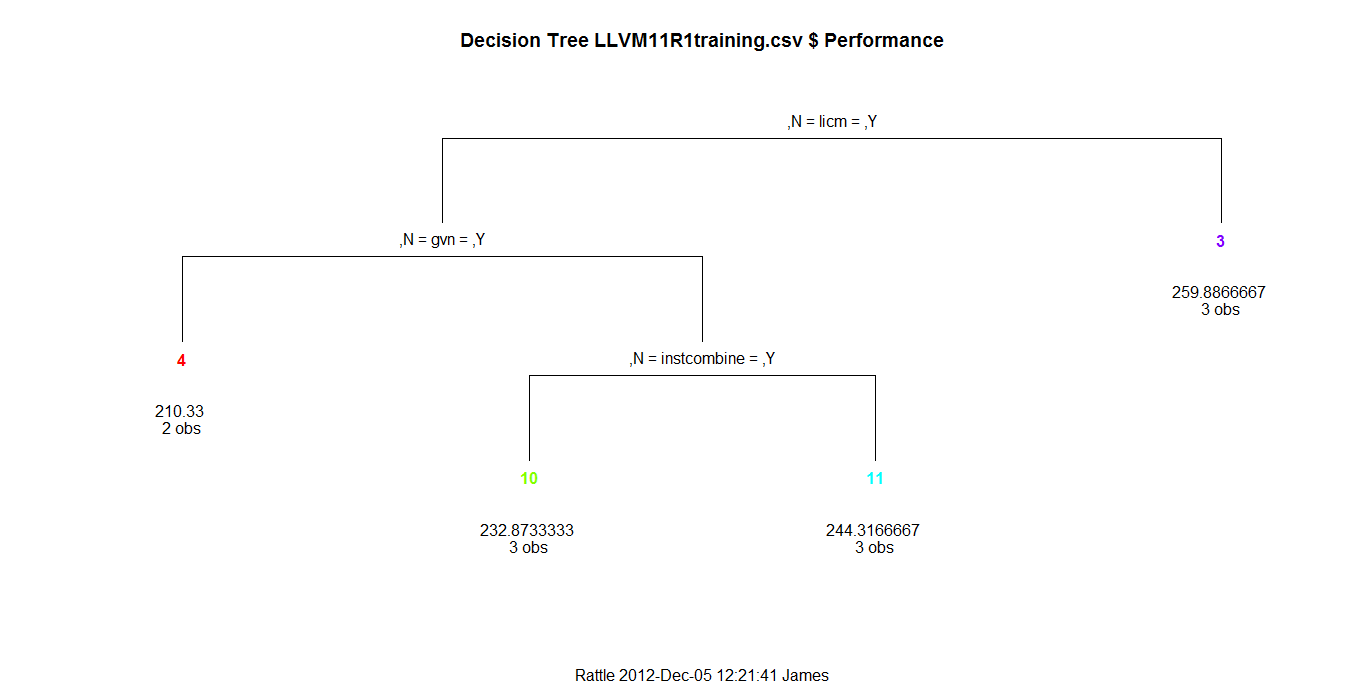 Decision Tree LLVM11R1training.csv $ Performance
,N = licm = ,Y
,N = gvn = ,Y
3
259.8866667
3 obs
,N = instcombine = ,Y
4
210.33
2 obs
10
11
232.8733333
3 obs
244.3166667
3 obs
Rattle 2012-Dec-05 12:21:41 James